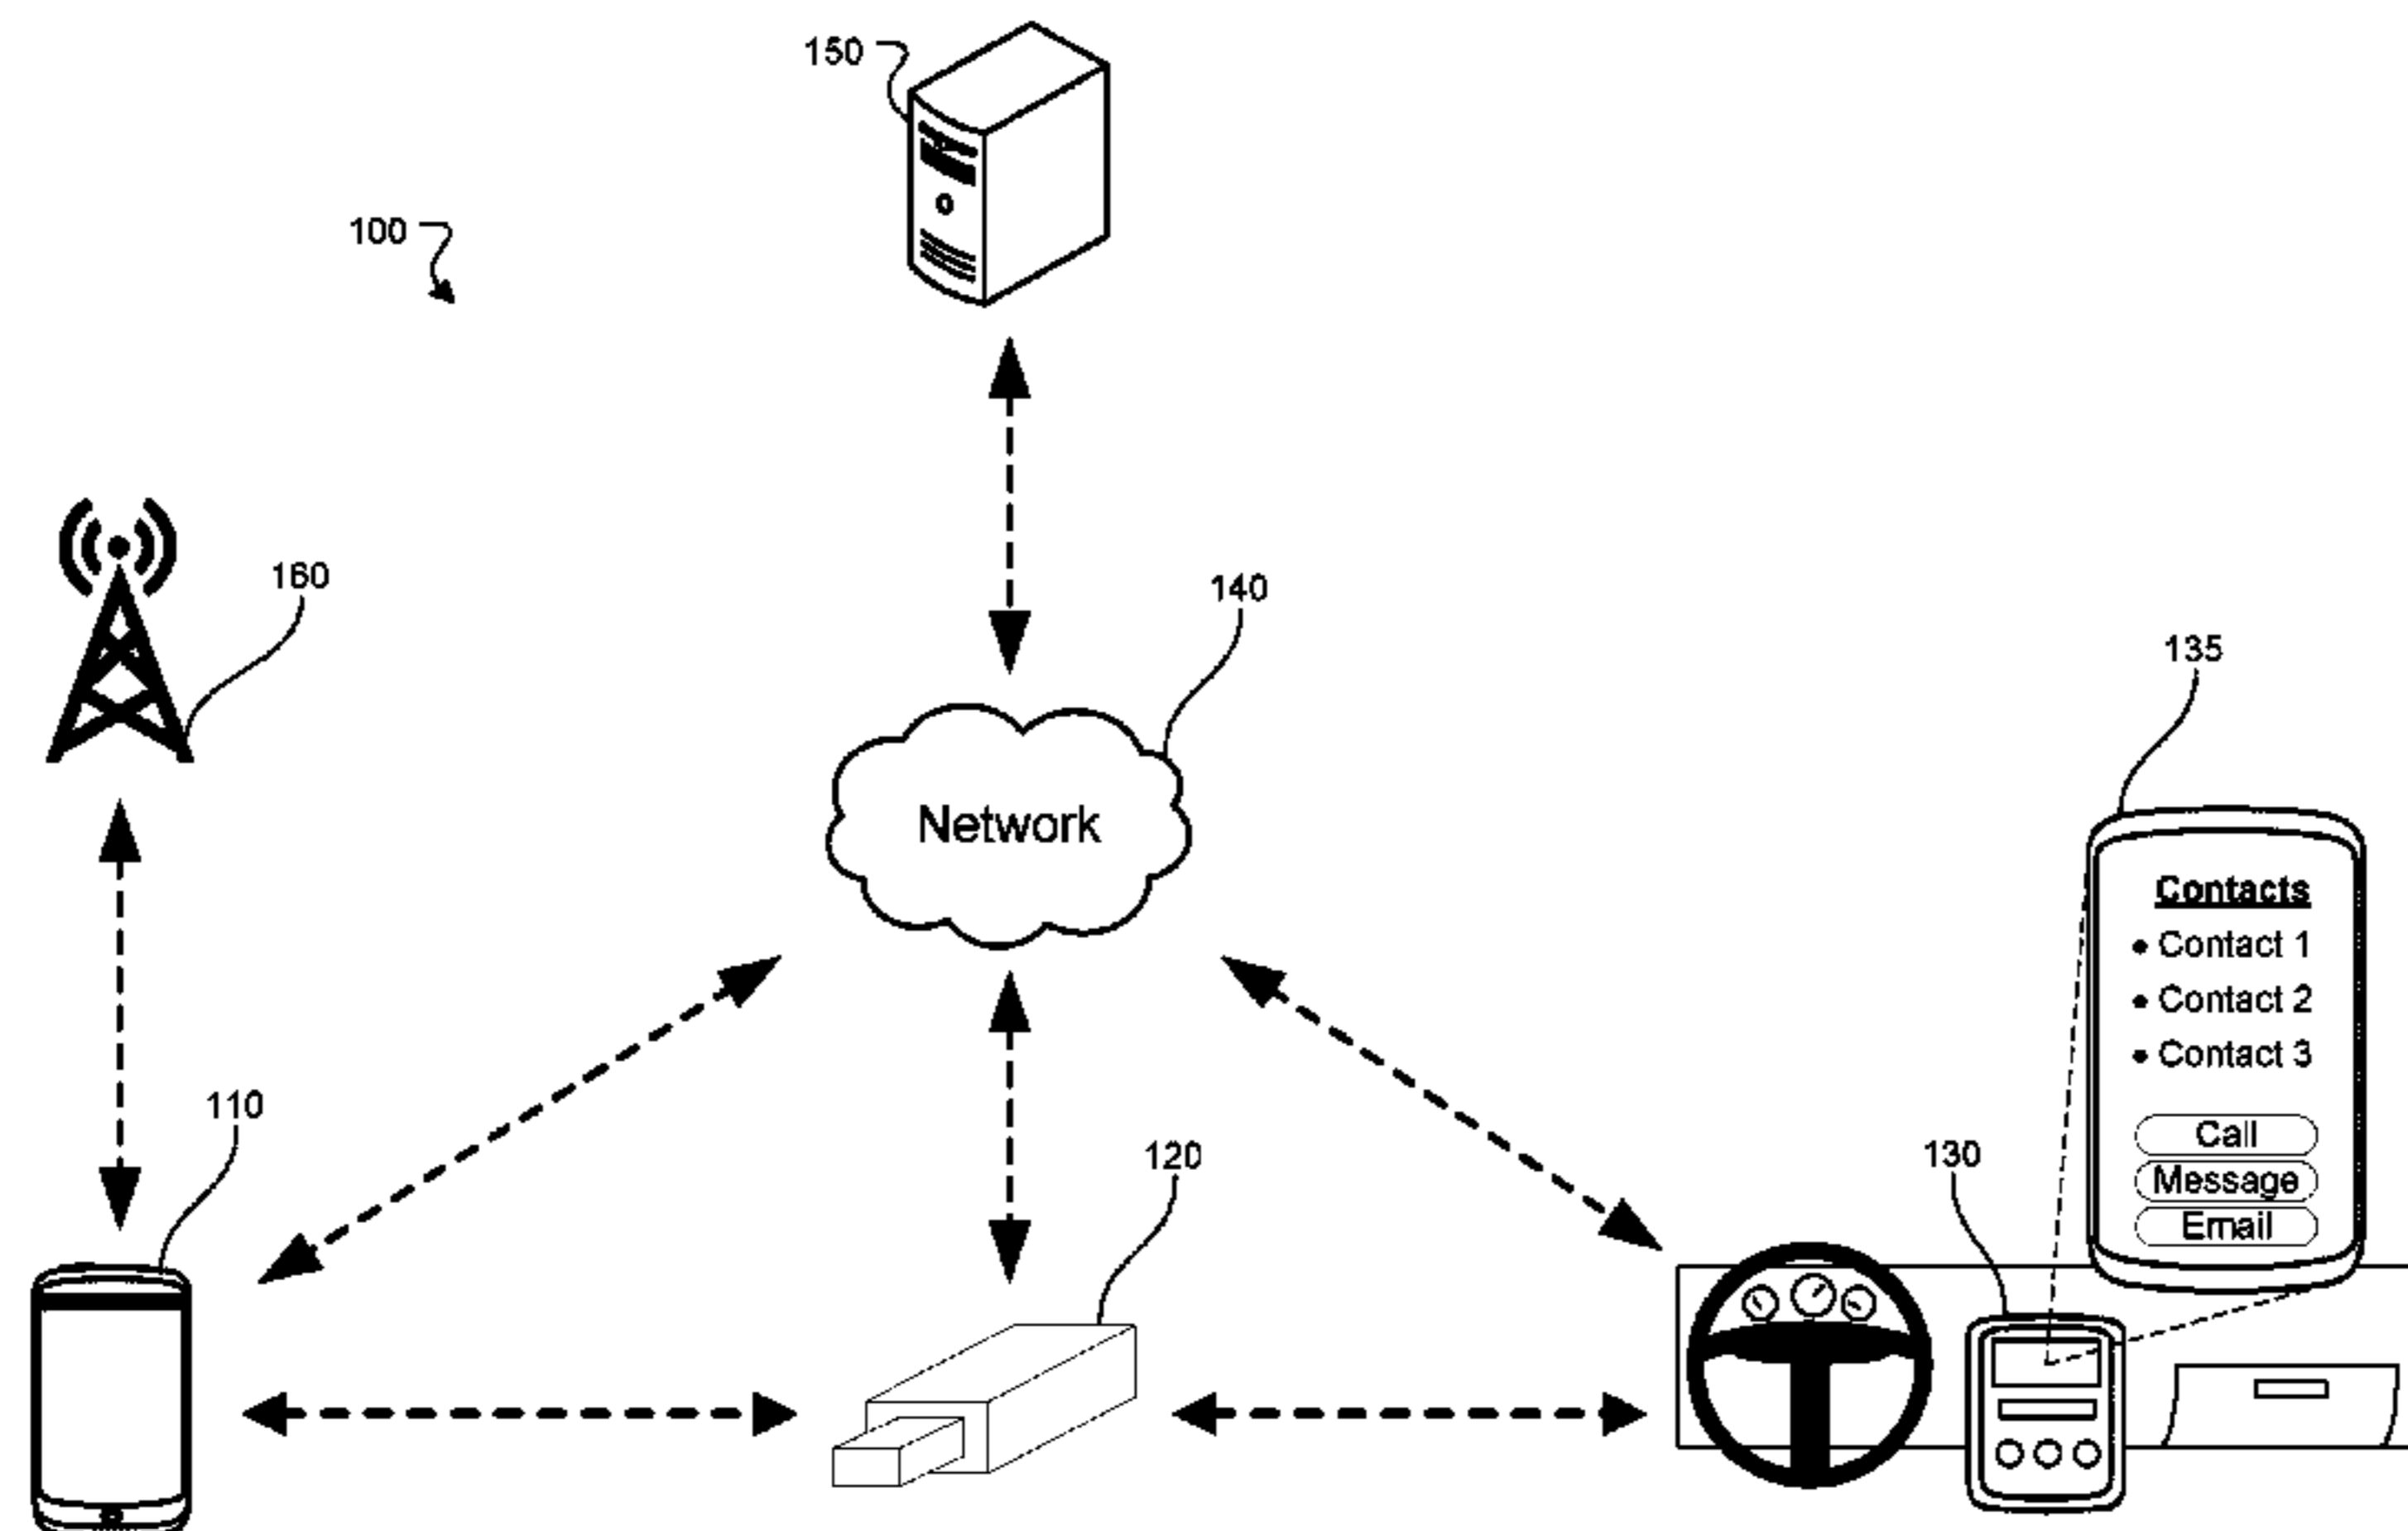 150
100
160
140
135
Network
Contacts
• Contact 1
• Contact 2
• Contact 3
110
Call
120
130
Message
Email